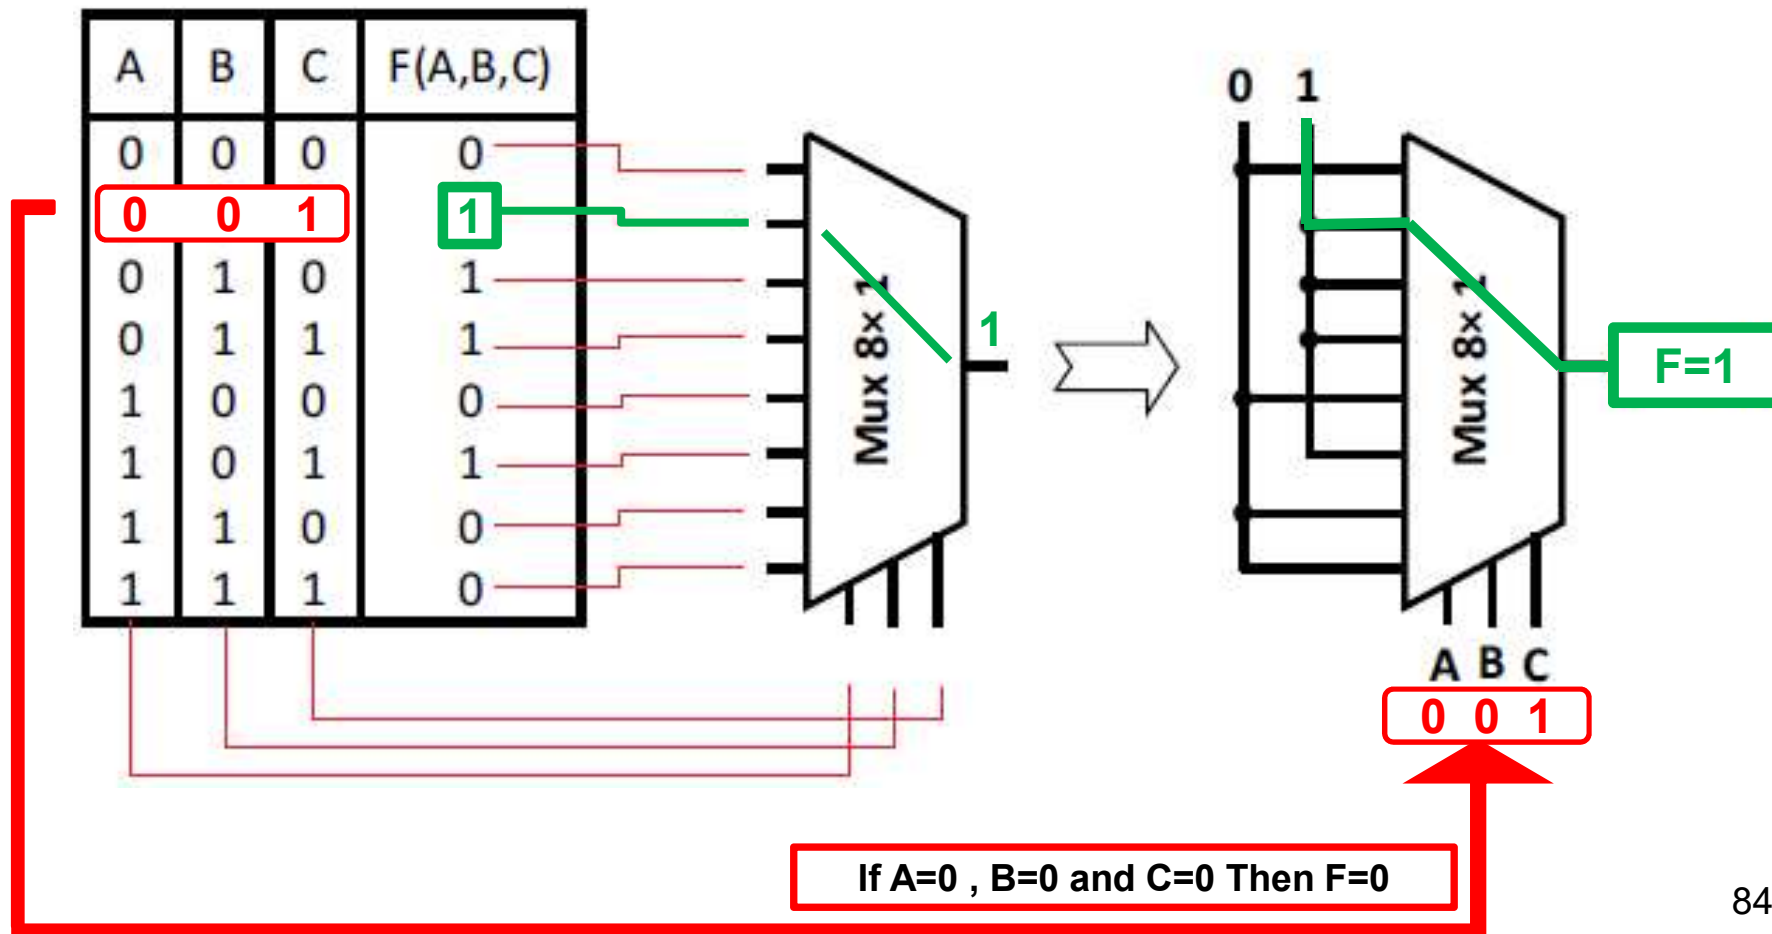 A B C F(A,B,C)
0 0 0 0
0 0 1 1
0 1 0 1
0 1 1 1
1 0 0 0
1 0 1 1
1 1 0 0
1 1 1 0
Mux 8× 1
1
0 1
Mux 8× 1
F=1
A B C
0 0 1
If A=0 , B=0 and C=0 Then F=0
84